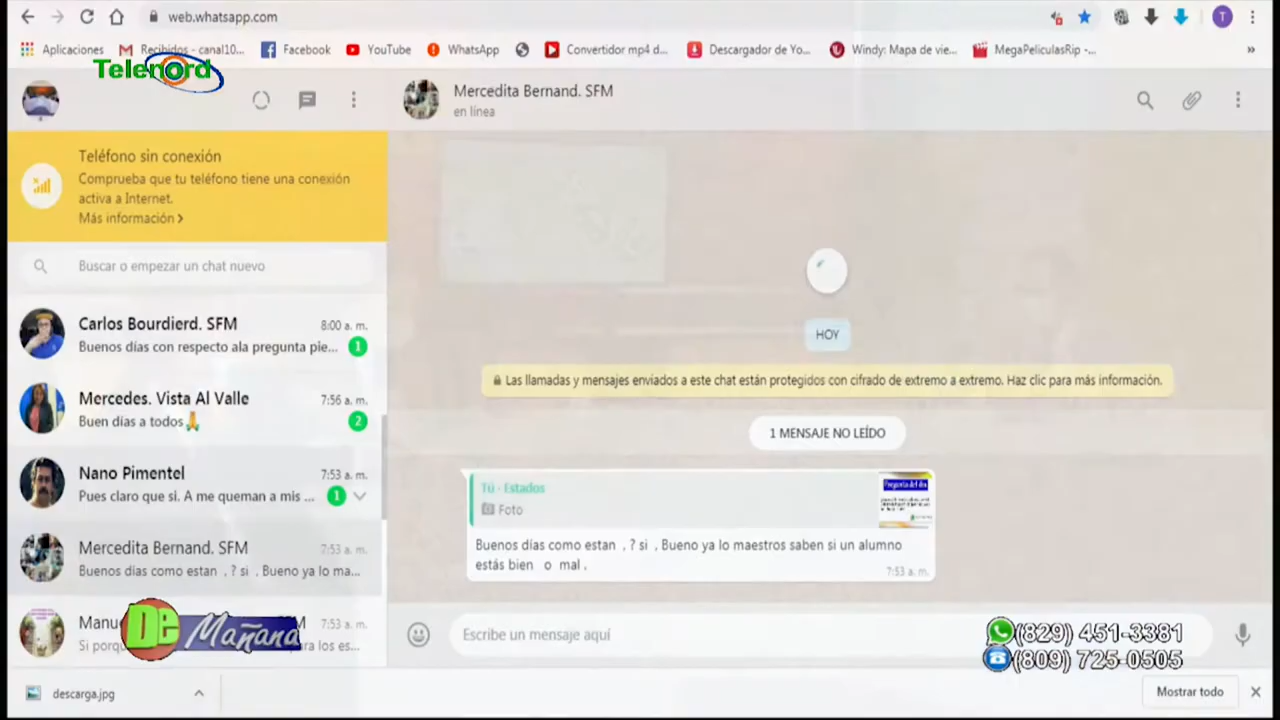 web.whatsapp.com
T
Aplicaciones
Recibidos - canal10...
Facebook
YouTube
WhatsApp
Convertidor mp4 d...
Descargador de Yo...
Windy: Mapa de vie...
MegaPeliculasRip -...
»
Telenord
Mercedita Bernand. SFM
en línea
Teléfono sin conexión
Comprueba que tu teléfono tiene una conexión
activa a Internet.
Más información >
Buscar o empezar un chat nuevo
Carlos Bourdierd. SFM
8:00 a. m.
Buenos días con respecto ala pregunta pie...
1
Mercedes. Vista Al Valle
7:56 a. m.
Buen días a todos🙏
2
Nano Pimentel
7:53 a. m.
Pues claro que si. A me queman a mis ...
1
Mercedita Bernand. SFM
7:53 a. m.
Buenos días como estan , ? si , Bueno ya lo ma...
7:53 a. m.
HOY
Las llamadas y mensajes enviados a este chat están protegidos con cifrado de extremo a extremo. Haz clic para más información.
1 MENSAJE NO LEÍDO
Tú - Estados
Foto
Pregunta del día
Buenos días como estan , ? si , Bueno ya lo maestros saben si un alumno
estás bien o mal .
7:53 a. m.
De Mañana
Escribe un mensaje aquí
(829) 451-3381
(809) 725-0505
descarga.jpg
Mostrar todo